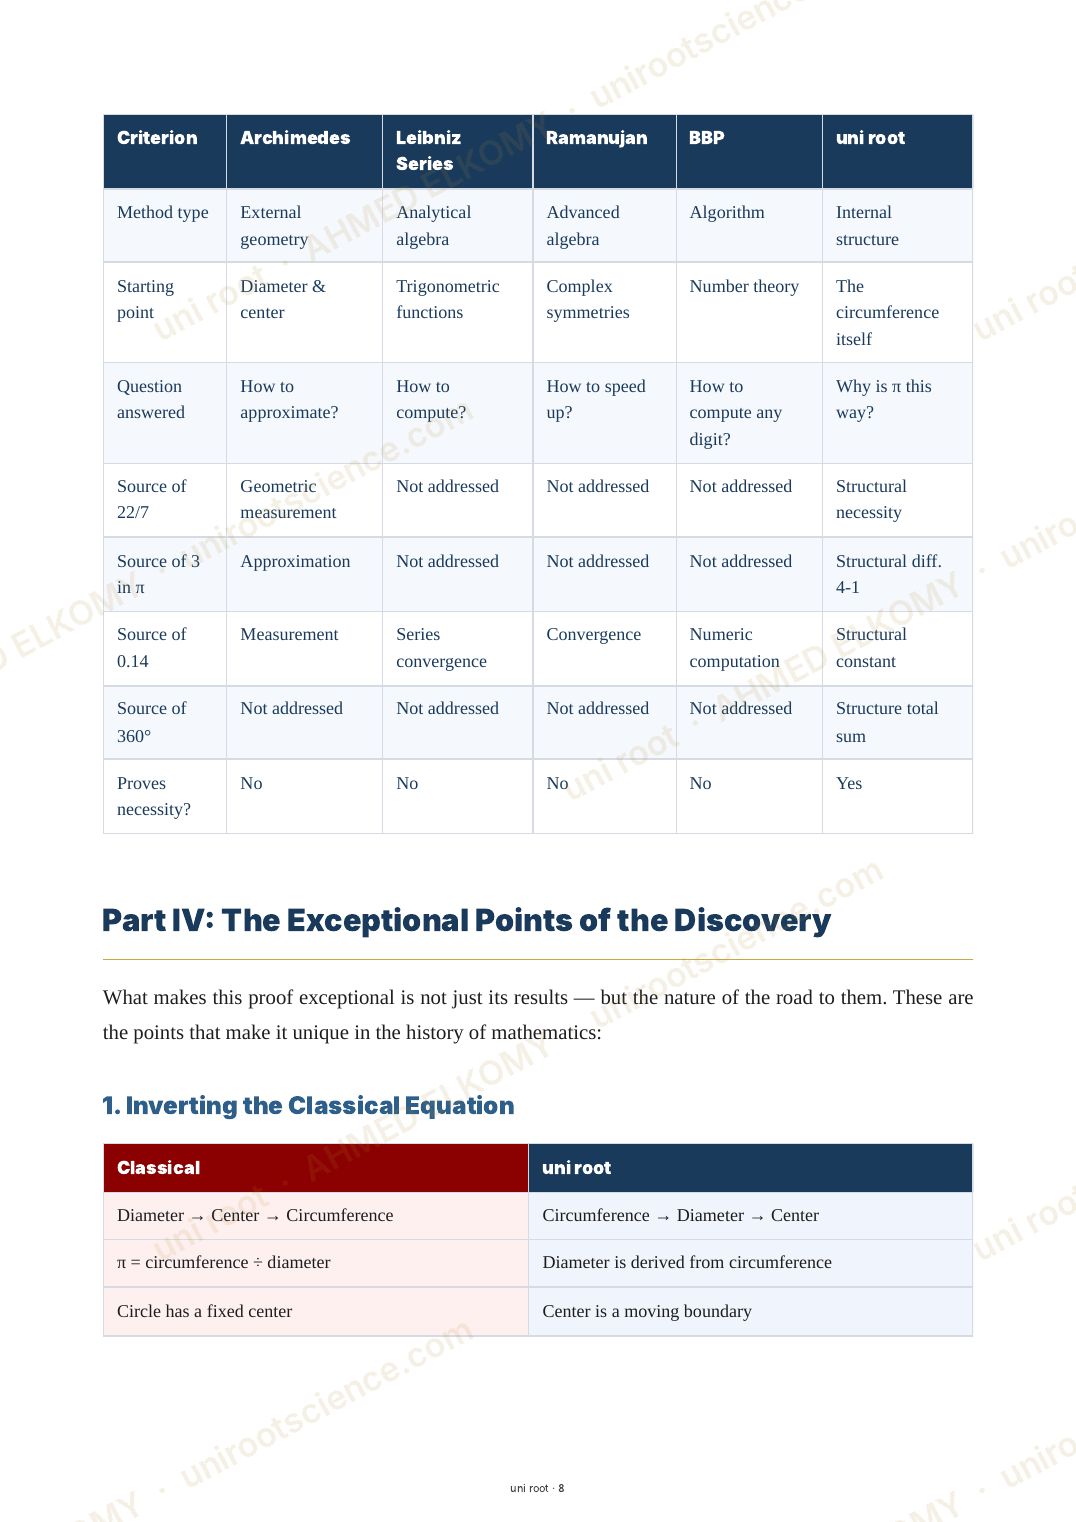 Criterion Archimedes Leibniz Series Ramanujan BBP uni root
Method type External geometry Analytical algebra Advanced algebra Algorithm Internal structure
Starting point Diameter & center Trigonometric functions Complex symmetries Number theory The circumference itself
Question answered How to approximate? How to compute? How to speed up? How to compute any digit? Why is π this way?
Source of 22/7 Geometric measurement Not addressed Not addressed Not addressed Structural necessity
Source of 3 in π Approximation Not addressed Not addressed Not addressed Structural diff. 4-1
Source of 0.14 Measurement Series convergence Convergence Numeric computation Structural constant
Source of 360° Not addressed Not addressed Not addressed Not addressed Structure total sum
Proves necessity? No No No No Yes
Part IV: The Exceptional Points of the Discovery
What makes this proof exceptional is not just its results — but the nature of the road to them. These are
the points that make it unique in the history of mathematics:
1. Inverting the Classical Equation
Classical uni root
Diameter → Center → Circumference Circumference → Diameter → Center
π = circumference ÷ diameter Diameter is derived from circumference
Circle has a fixed center Center is a moving boundary
uni root · 8
uni root · AHMED ELKOMY · unirootscience.com